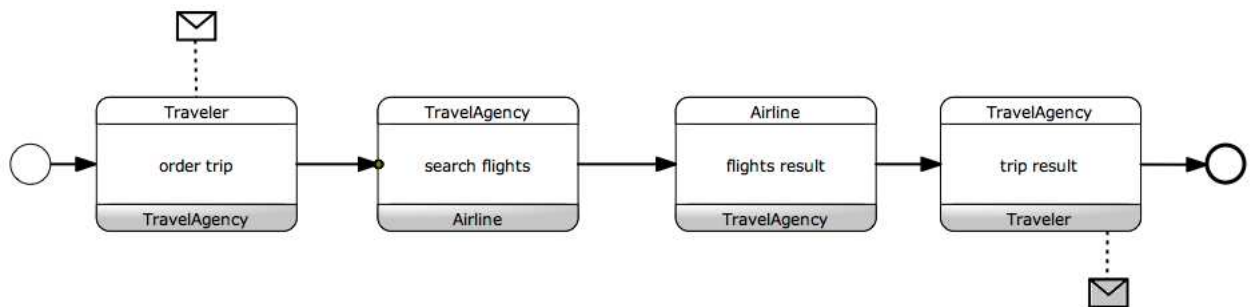 Traveler
order trip
TravelAgency
TravelAgency
search flights
Airline
Airline
flights result
TravelAgency
TravelAgency
trip result
Traveler